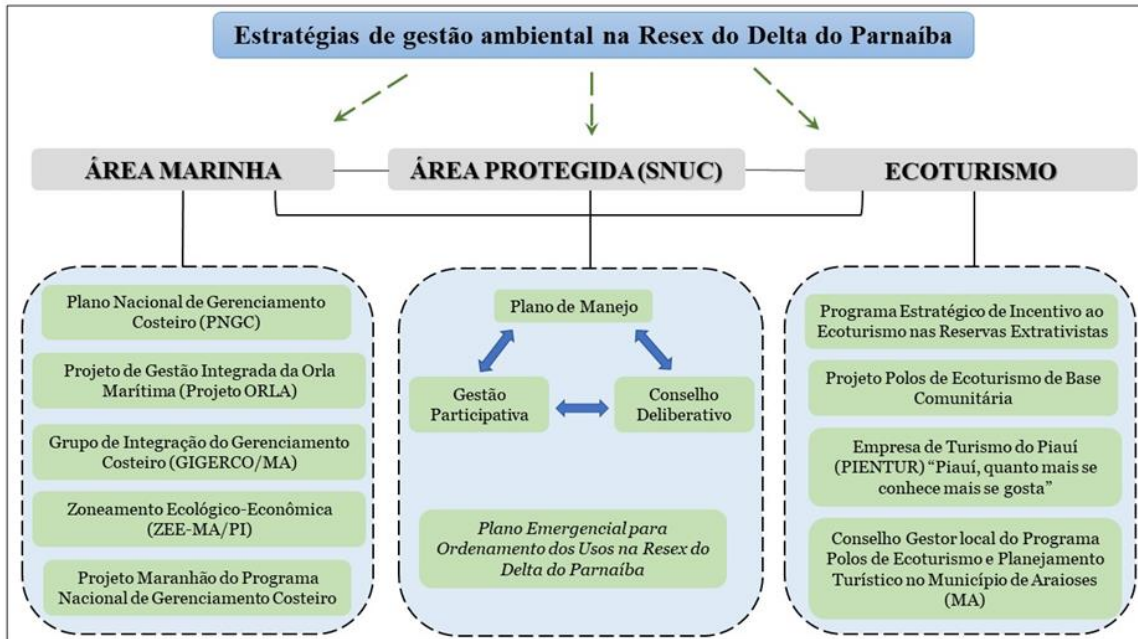 Estratégias de gestão ambiental na Resex do Delta do Parnaíba
ÁREA MARINHA
ÁREA PROTEGIDA (SNUC)
ECOTURISMO
Plano Nacional de Gerenciamento
Costeiro (PNGC)
Projeto de Gestão Integrada da Orla
Marítima (Projeto ORLA)
Grupo de Integração do Gerenciamento
Costeiro (GIGERCO/MA)
Zoneamento Ecológico-Econômica
(ZEE-MA/PI)
Projeto Maranhão do Programa
Nacional de Gerenciamento Costeiro
Plano de Manejo
Gestão
Participativa
Conselho
Deliberativo
Plano Emergencial para
Ordenamento dos Usos na Resex do
Delta do Parnaíba
Programa Estratégico de Incentivo ao
Ecoturismo nas Reservas Extrativistas
Projeto Polos de Ecoturismo de Base
Comunitária
Empresa de Turismo do Piauí
(PIENTUR) “Piauí, quanto mais se
conhece mais se gosta”
Conselho Gestor local do Programa
Polos de Ecoturismo e Planejamento
Turístico no Município de Araioses
(MA)